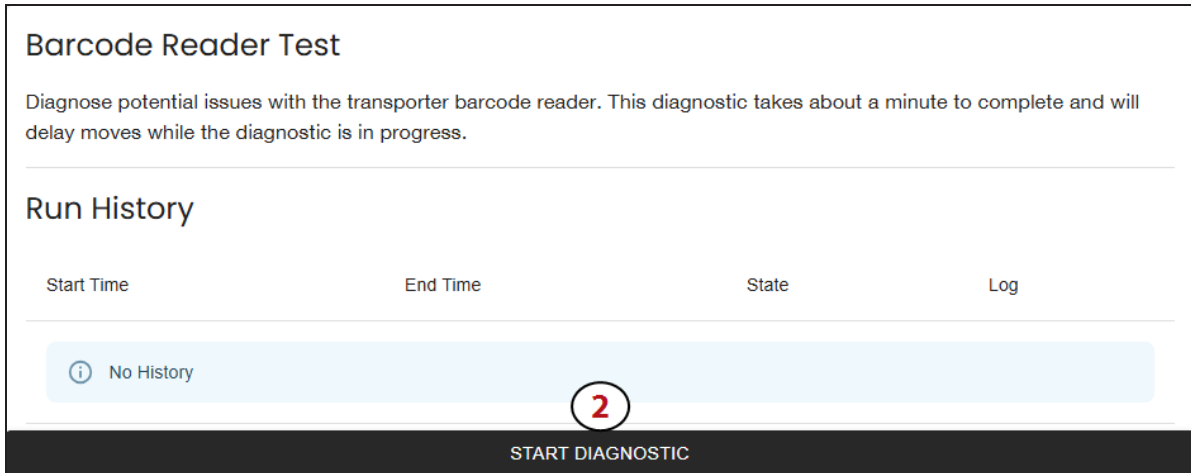 Barcode Reader Test
Diagnose potential issues with the transporter barcode reader. This diagnostic takes about a minute to complete and will
delay moves while the diagnostic is in progress.
Run History
Start Time End Time State Log
No History
2
START DIAGNOSTIC